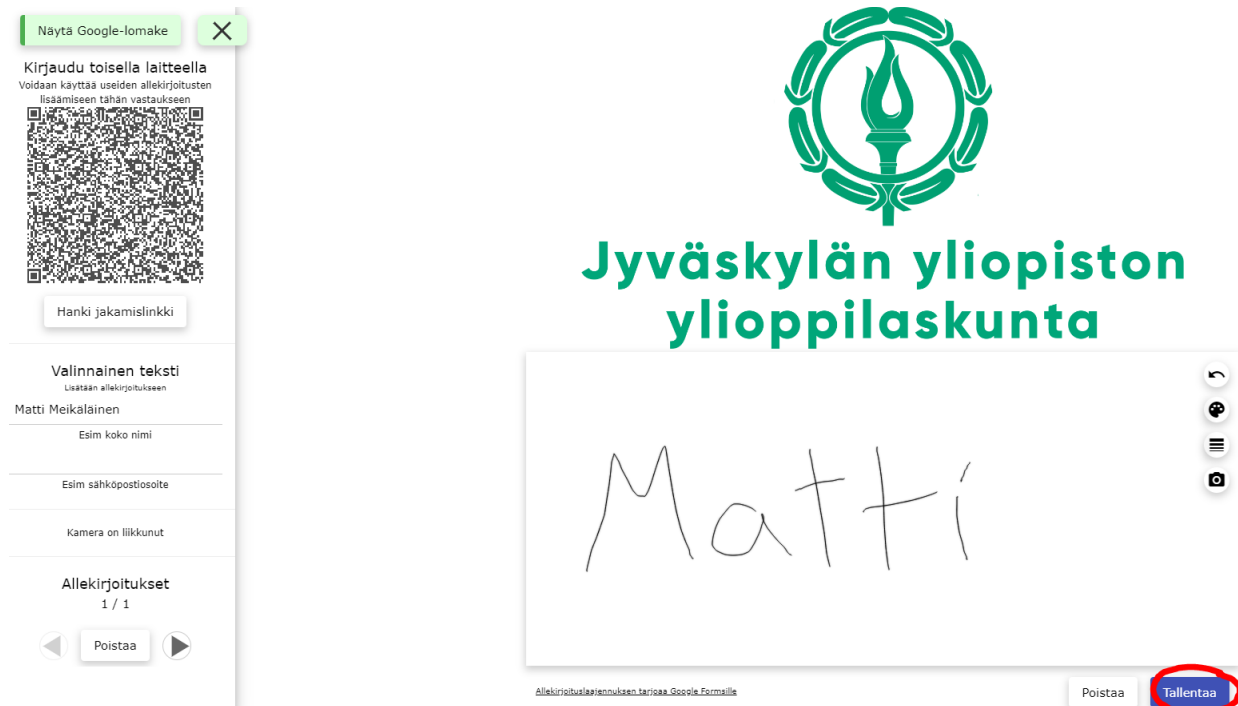 Näytä Google-lomake
Kirjaudu toisella laitteella
Voidaan käyttää useiden allekirjoitusten
lisäämiseen tähän vastaukseen
Hanki jakamislinkki
Valinnainen teksti
Lisätään allekirjoitukseen
Matti Meikäläinen
Esim koko nimi
Esim sähköpostiosoite
Kamera on liikkunut
Allekirjoitukset
1 / 1
Poistaa
Jyväskylän yliopiston
ylioppilaskunta
Matti
Allekirjoituslaajennuksen tarjoaa Google Formsille
Poistaa
Tallentaa